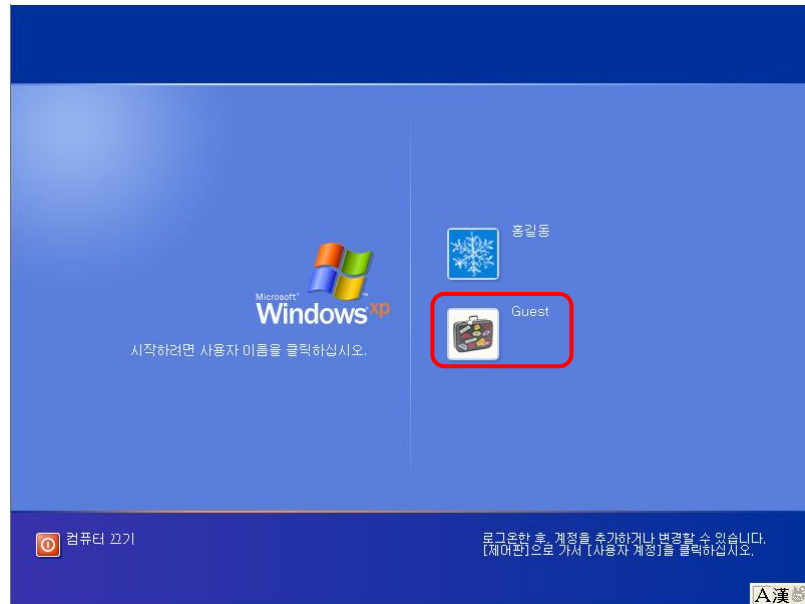 홍길동
Microsoft®
Windows xp
Guest
시작하려면 사용자 이름을 클릭하십시오.
컴퓨터 끄기
로그온한 후, 계정을 추가하거나 변경할 수 있습니다.
[제어판]으로 가서 [사용자 계정]을 클릭하십시오.
A漢